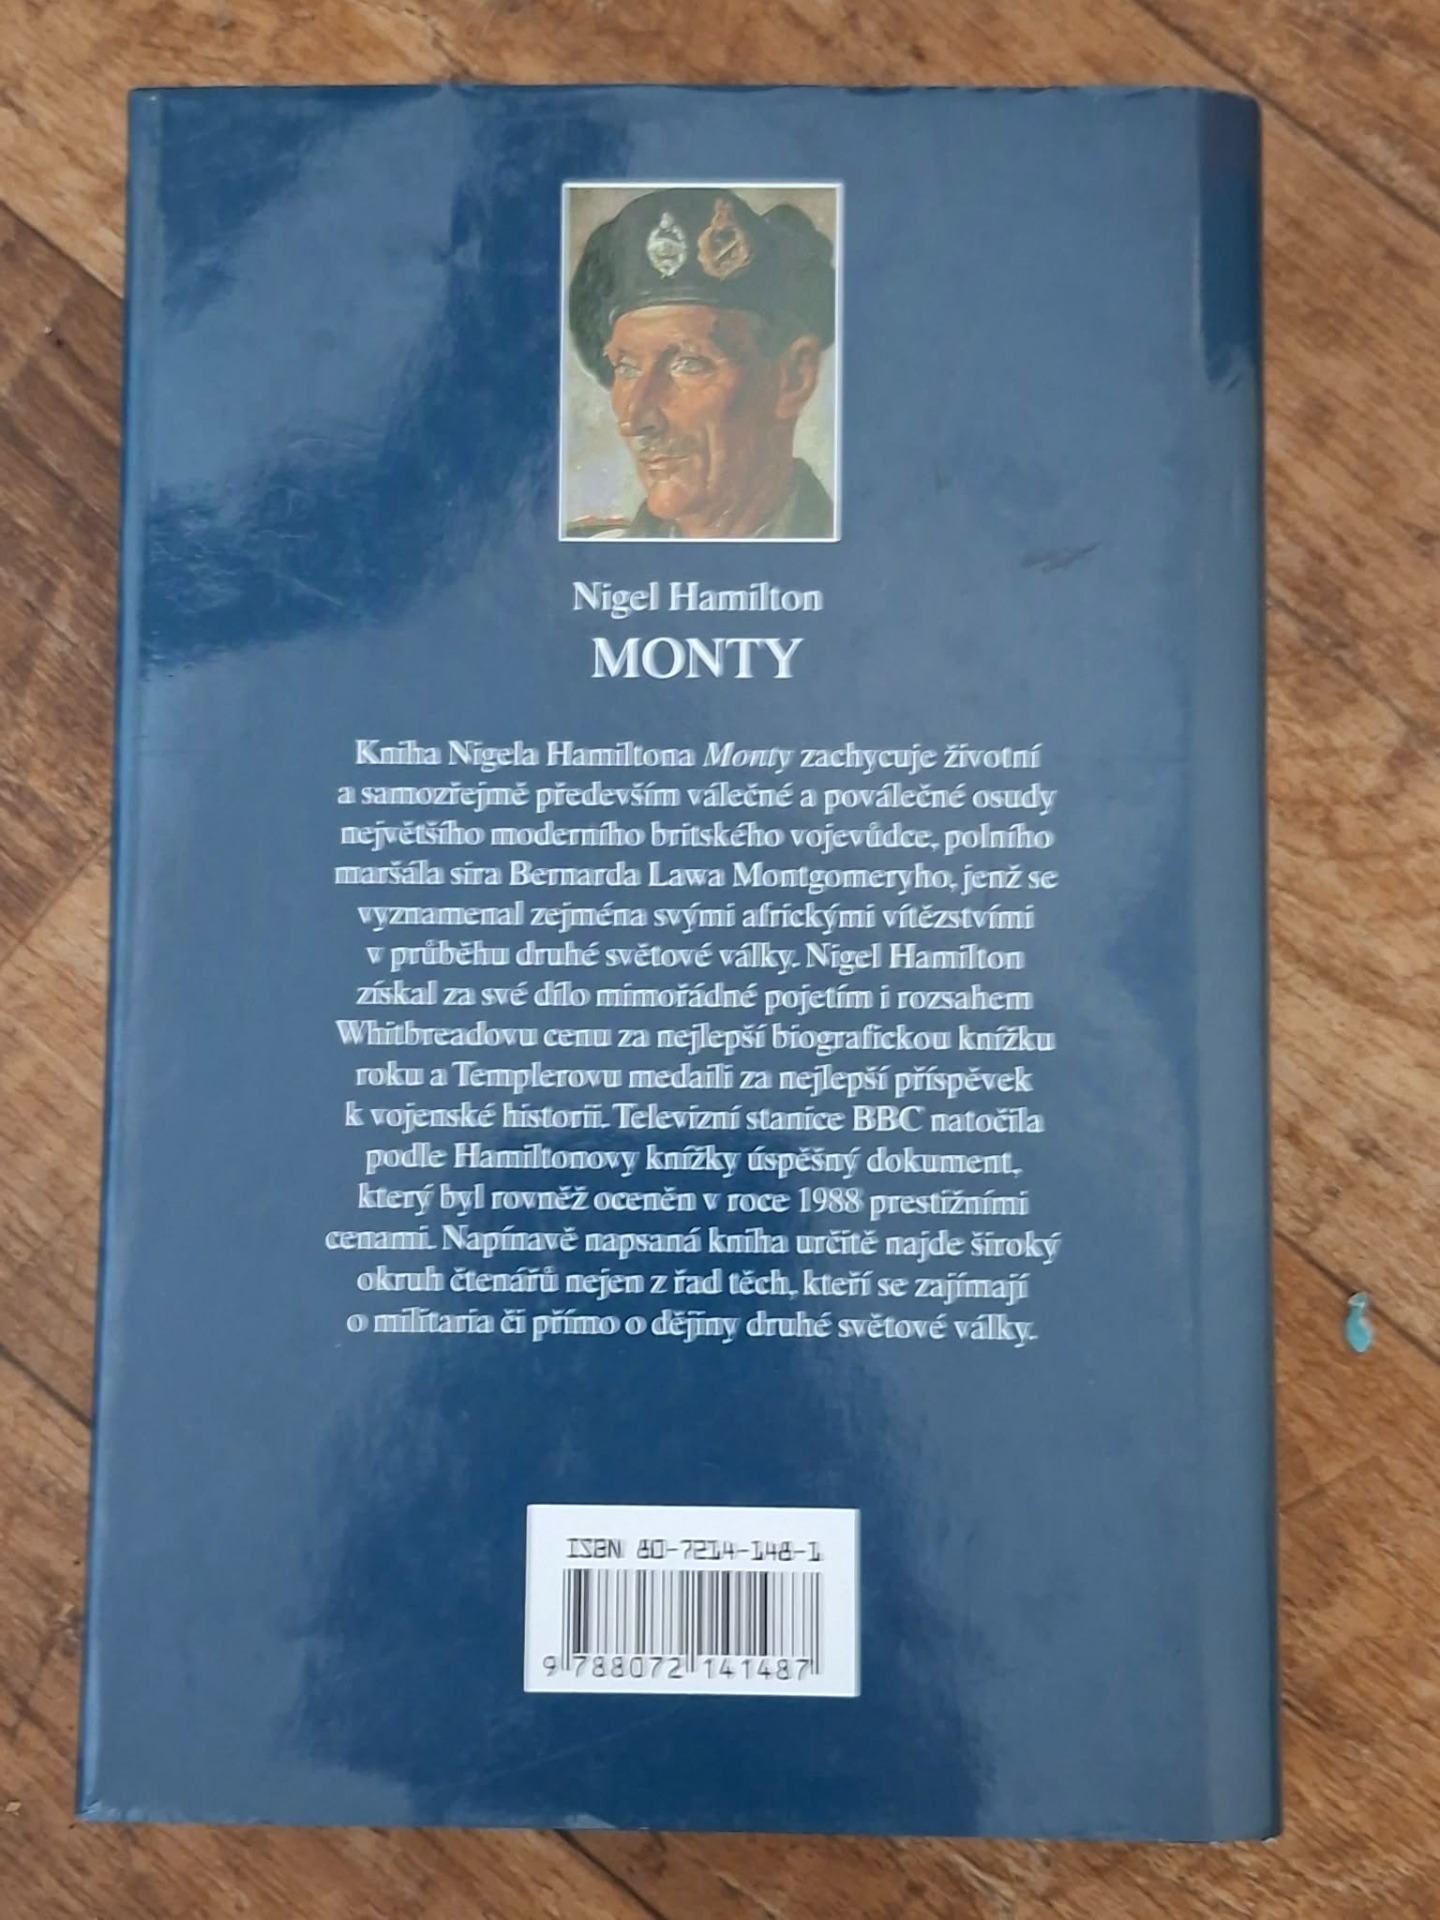 Nigel Hamilton
MONTY
Kniha Nigela Hamiltona Monty zachycuje životní
a samozřejmě především válečné a poválečné osudy
největšího moderního britského vojevůdce, polního
maršála sira Bernarda Lawa Montgomeryho, jenž se
vyznamenal zejména svými africkými vítězstvími
v průběhu druhé světové války. Nigel Hamilton
získal za své dílo mimořádné pojetím i rozsahem
Whitbreadovu cenu za nejlepší biografickou knížku
roku a Templerovu medaili za nejlepší příspěvek
k vojenské historii. Televizní stanice BBC natočila
podle Hamiltonovy knížky úspěšný dokument,
který byl rovněž oceněn v roce 1988 prestižními
cenami. Napínavě napsaná kniha určitě najde široký
okruh čtenářů nejen z řad těch, kteří se zajímají
o militaria či přímo o dějiny druhé světové války.
ISBN 80-7214-148-1
9 788072 141487